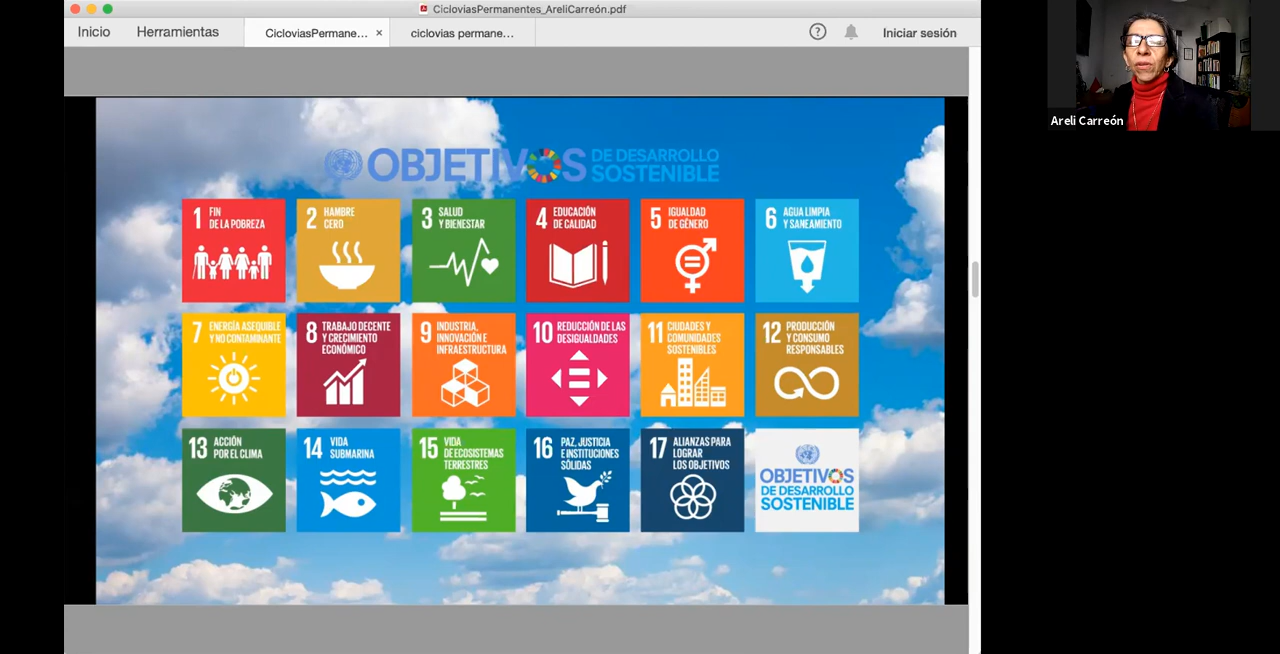 CicloviasPermanentes_AreliCarreón.pdf
Inicio
Herramientas
CicloviasPermane... ×
ciclovias permane...
?
Iniciar sesión
Areli Carreón
OBJETIVOS
DE DESARROLLO
SOSTENIBLE
1 FIN
DE LA POBREZA
2 HAMBRE
CERO
3 SALUD
Y BIENESTAR
4 EDUCACIÓN
DE CALIDAD
5 IGUALDAD
DE GÉNERO
6 AGUA LIMPIA
Y SANEAMIENTO
7 ENERGÍA ASEQUIBLE
Y NO CONTAMINANTE
8 TRABAJO DECENTE
Y CRECIMIENTO
ECONÓMICO
9 INDUSTRIA,
INNOVACIÓN E
INFRAESTRUCTURA
10 REDUCCIÓN DE LAS
DESIGUALDADES
11 CIUDADES Y
COMUNIDADES
SOSTENIBLES
12 PRODUCCIÓN
Y CONSUMO
RESPONSABLES
13 ACCIÓN
POR EL CLIMA
14 VIDA
SUBMARINA
15 VIDA
DE ECOSISTEMAS
TERRESTRES
16 PAZ, JUSTICIA
E INSTITUCIONES
SÓLIDAS
17 ALIANZAS PARA
LOGRAR
LOS OBJETIVOS
OBJETIVOS
DE DESARROLLO
SOSTENIBLE